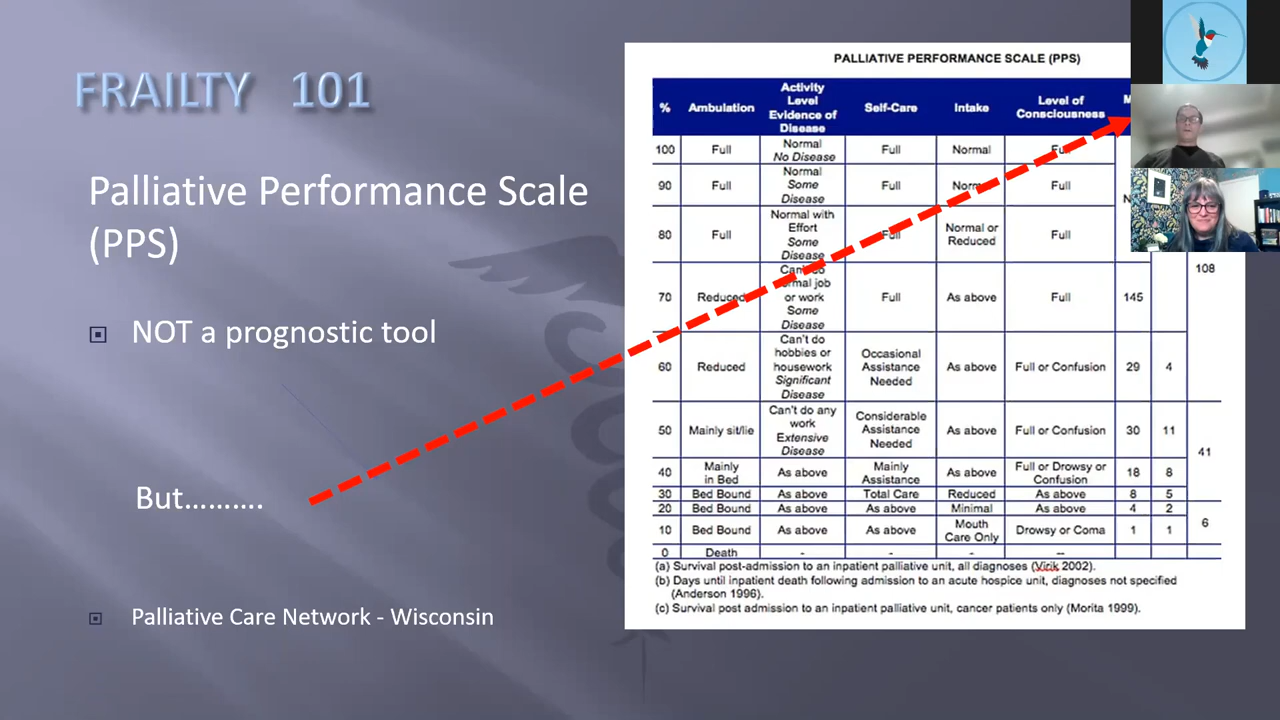 FRAILTY 101
Palliative Performance Scale
(PPS)
NOT a prognostic tool
But……….
Palliative Care Network - Wisconsin
PALLIATIVE PERFORMANCE SCALE (PPS)
% Ambulation Activity Level Evidence of Disease Self-Care Intake Level of Consciousness
100 Full Normal No Disease Full Normal Full
90 Full Normal Some Disease Full Normal Full
80 Full Normal with Effort Some Disease Full Normal or Reduced Full
108
70 Reduced Can't do normal job or work Some Disease Full As above Full 145
60 Reduced Can't do hobbies or housework Significant Disease Occasional Assistance Needed As above Full or Confusion 29 4
50 Mainly sit/lie Can't do any work Extensive Disease Considerable Assistance Needed As above Full or Confusion 30 11
41
40 Mainly in Bed As above Mainly Assistance As above Full or Drowsy or Confusion 18 8
30 Bed Bound As above Total Care Reduced As above 8 5
20 Bed Bound As above As above Minimal As above 4 2
6
10 Bed Bound As above As above Mouth Care Only Drowsy or Coma 1 1
0 Death - - - --
(a) Survival post-admission to an inpatient palliative unit, all diagnoses (Virik 2002).
(b) Days until inpatient death following admission to an acute hospice unit, diagnoses not specified
(Anderson 1996).
(c) Survival post admission to an inpatient palliative unit, cancer patients only (Morita 1999).